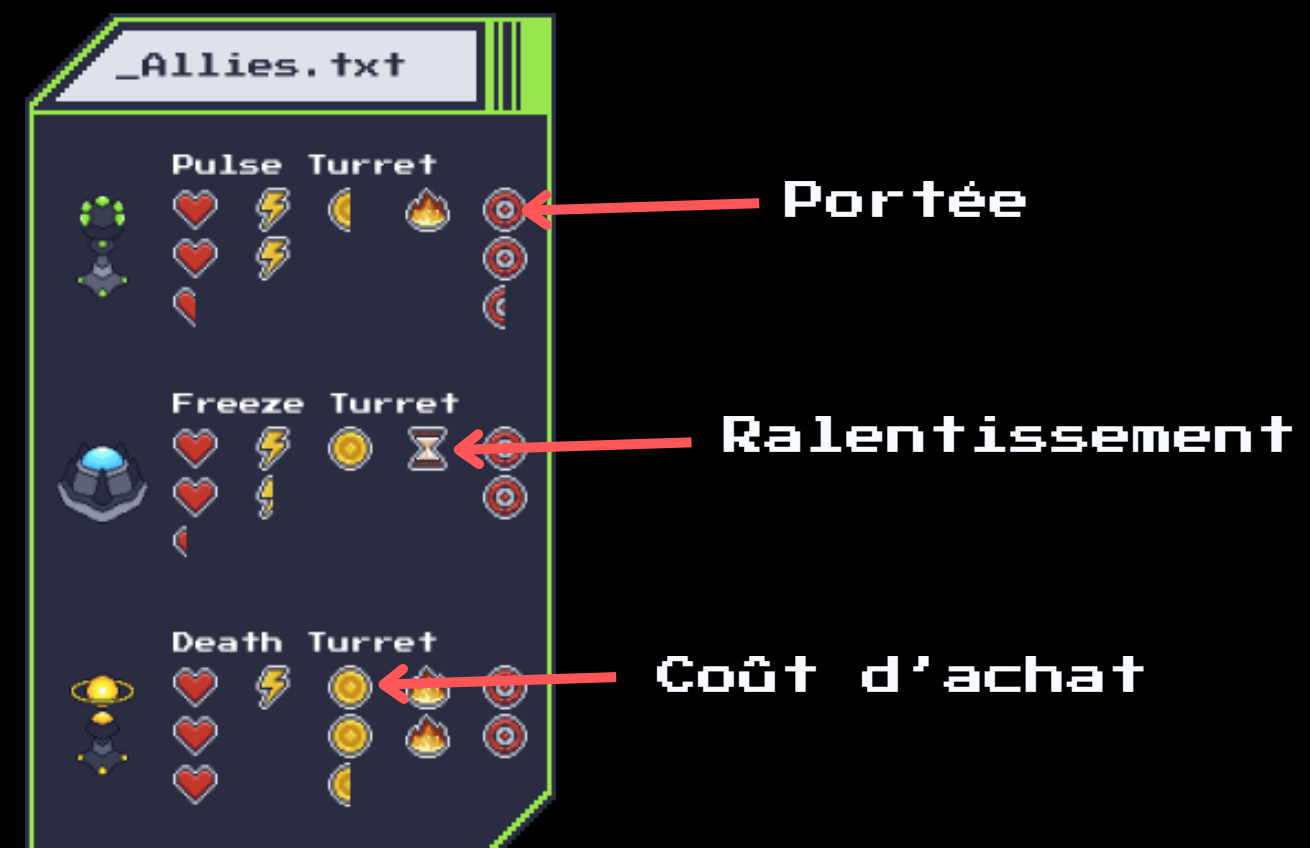 _Allies.txt
Pulse Turret
Portée
Freeze Turret
Ralentissement
Death Turret
Coût d'achat